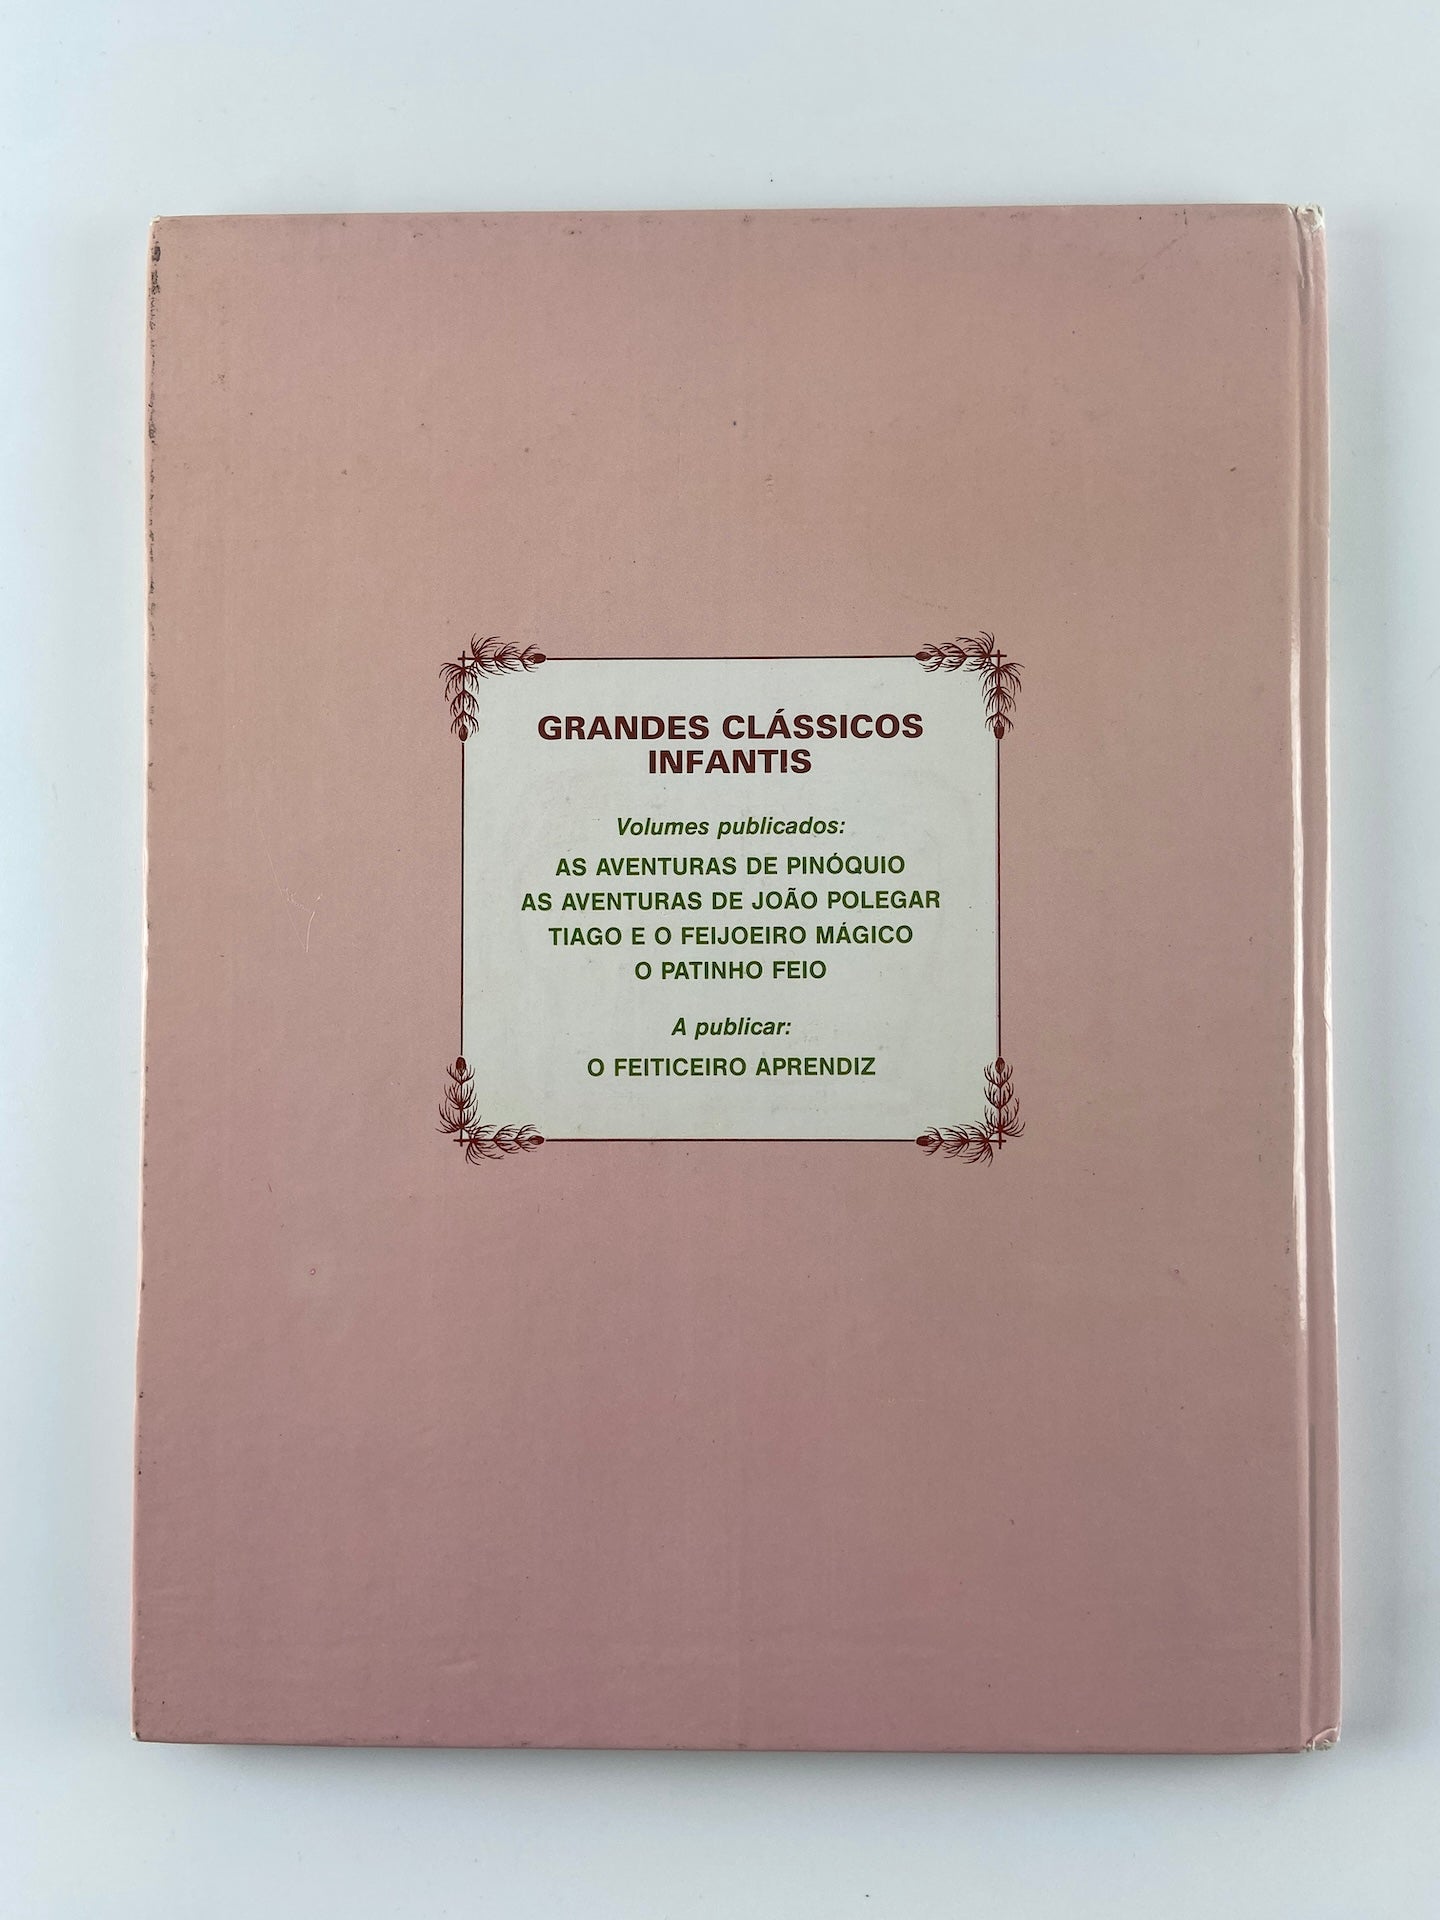 GRANDES CLÁSSICOS
INFANTIS
Volumes publicados:
AS AVENTURAS DE PINÓQUIO
AS AVENTURAS DE JOÃO POLEGAR
TIAGO E O FEIJOEIRO MÁGICO
O PATINHO FEIO
A publicar:
O FEITICEIRO APRENDIZ